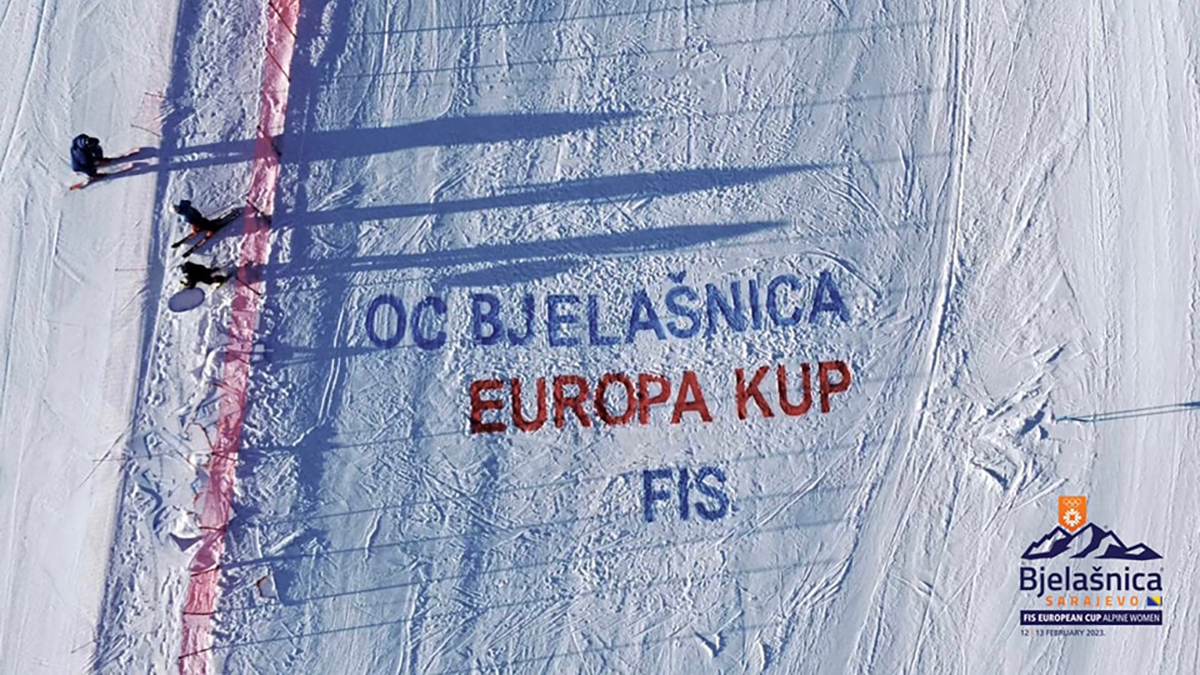 OC BJELAŠNICA
EUROPA KUP
FIS
Bjelašnica
SARAJEVO
FIS EUROPEAN CUP ALPINE WOMEN
12 | 13 FEBRUARY 2023.